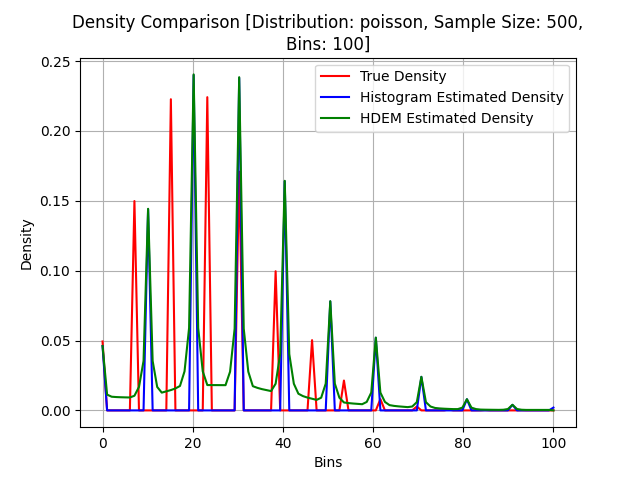 Density Comparison [Distribution: poisson, Sample Size: 500,
Bins: 100]
True Density
Histogram Estimated Density
HDEM Estimated Density
Density
0.25
0.20
0.15
0.10
0.05
0.00
0 20 40 60 80 100
Bins